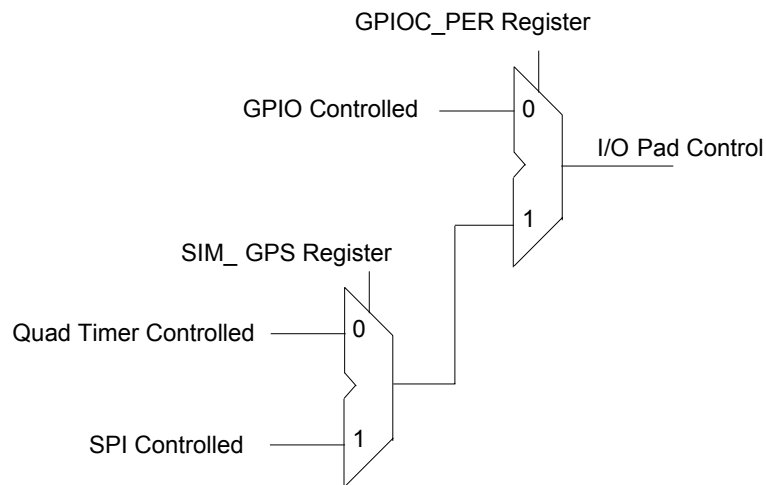 GPIOC_PER Register
GPIO Controlled
0
I/O Pad Control
1
SIM_ GPS Register
Quad Timer Controlled
0
SPI Controlled
1